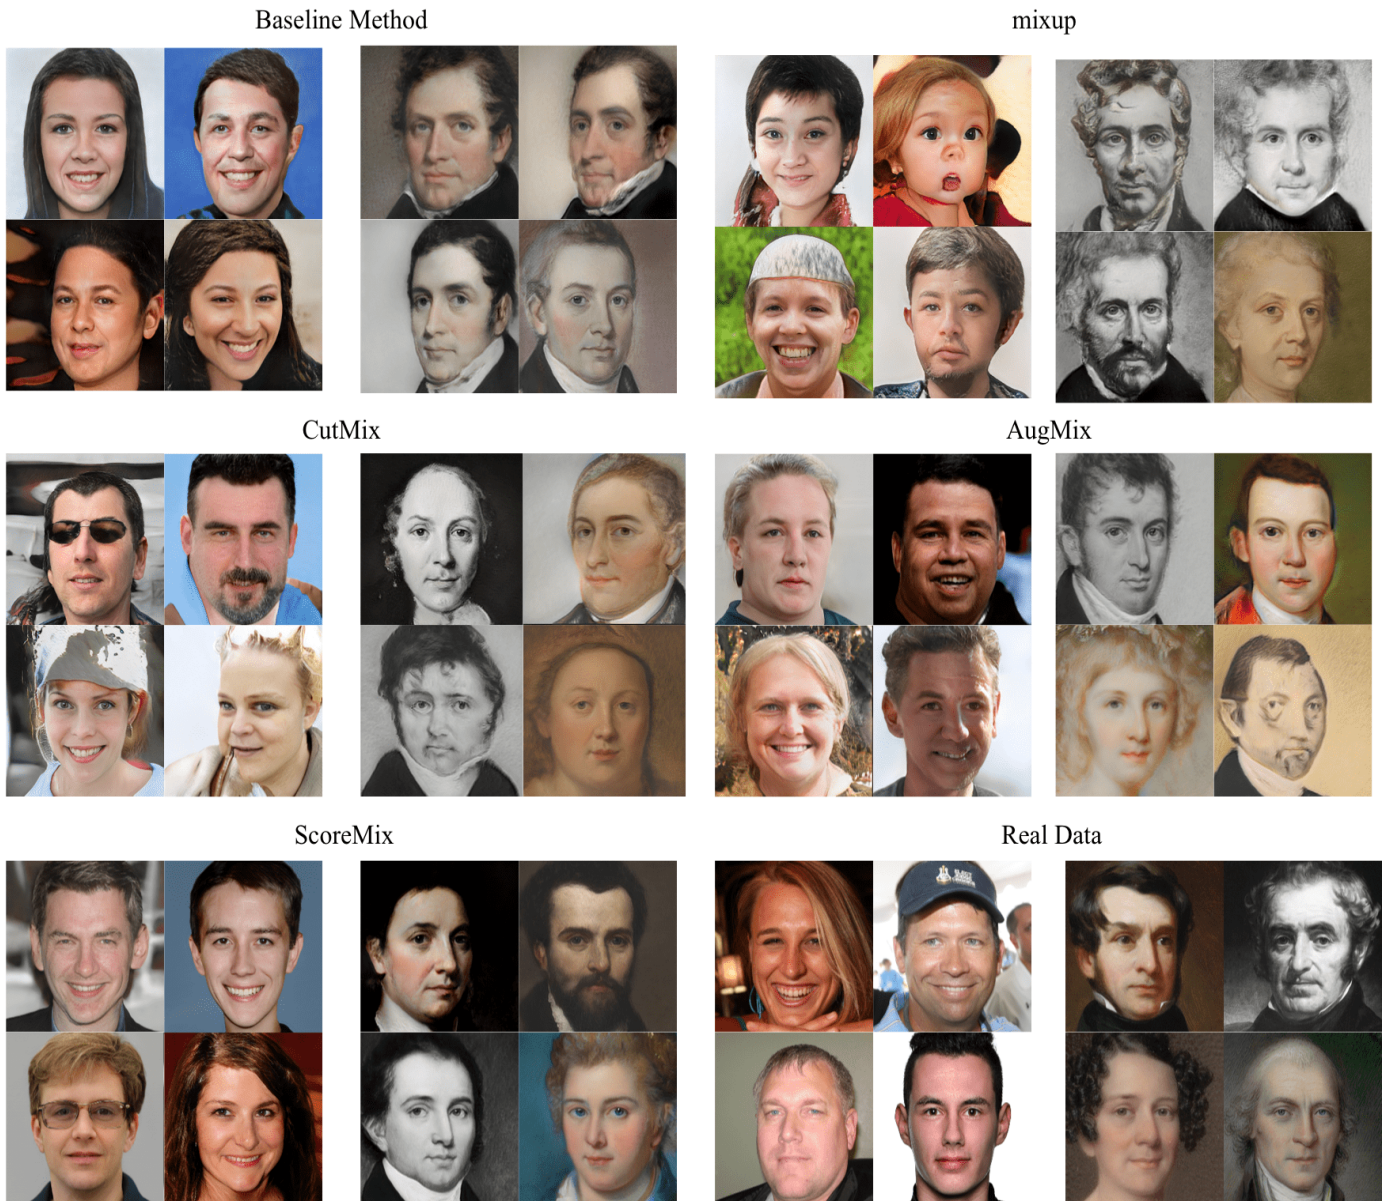 Baseline Method
mixup
CutMix
AugMix
ScoreMix
Real Data